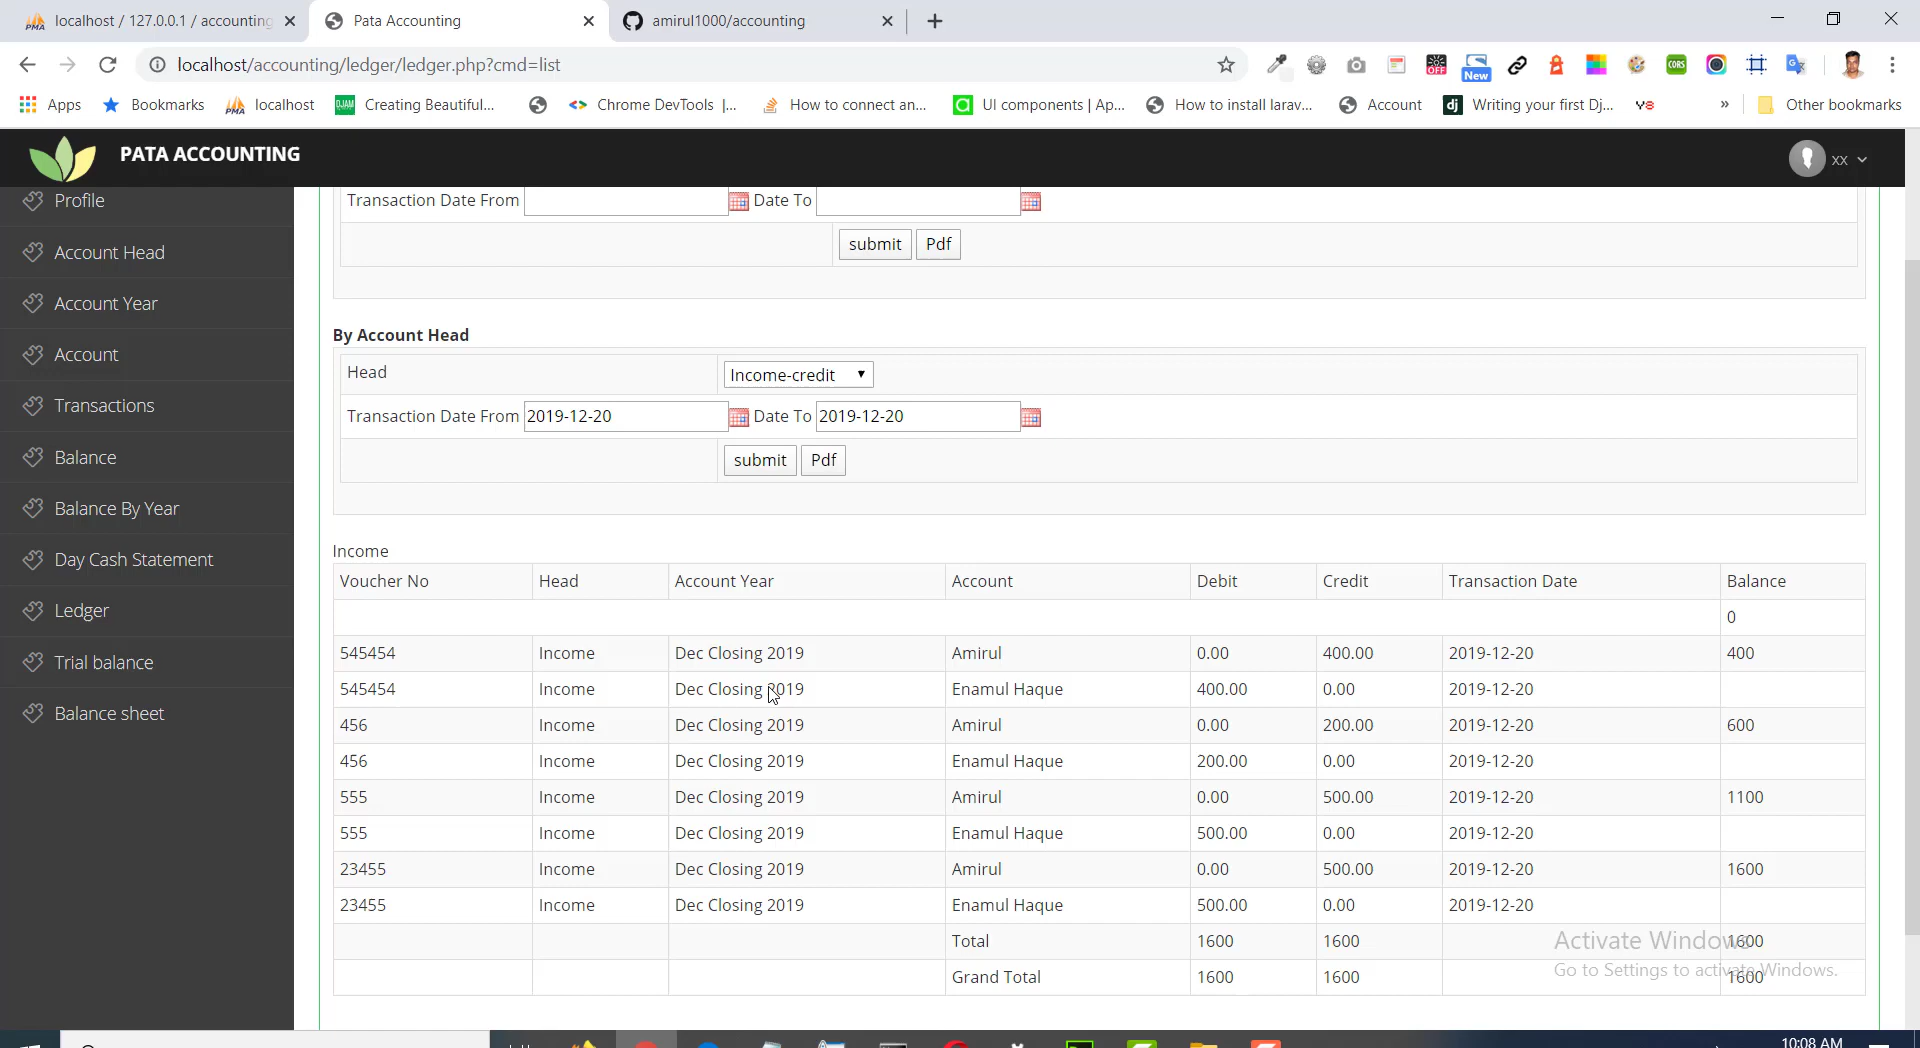 localhost / 127.0.0.1 / accounting
Pata Accounting
amirul1000/accounting
localhost/accounting/ledger/ledger.php?cmd=list
OFF
New
CORS
Apps
Bookmarks
localhost
DJAM
Creating Beautiful...
Chrome DevTools |...
How to connect an...
UI components | Ap...
How to install larav...
Account
dj
Writing your first Dj...
»
Other bookmarks
PATA ACCOUNTING
xx
Profile
Account Head
Account Year
Account
Transactions
Balance
Balance By Year
Day Cash Statement
Ledger
Trial balance
Balance sheet
Transaction Date From Date To
submit Pdf
By Account Head
Head Income-credit
Transaction Date From 2019-12-20 Date To 2019-12-20
submit Pdf
Income
Voucher No Head Account Year Account Debit Credit Transaction Date Balance
0
545454 Income Dec Closing 2019 Amirul 0.00 400.00 2019-12-20 400
545454 Income Dec Closing 2019 Enamul Haque 400.00 0.00 2019-12-20
456 Income Dec Closing 2019 Amirul 0.00 200.00 2019-12-20 600
456 Income Dec Closing 2019 Enamul Haque 200.00 0.00 2019-12-20
555 Income Dec Closing 2019 Amirul 0.00 500.00 2019-12-20 1100
555 Income Dec Closing 2019 Enamul Haque 500.00 0.00 2019-12-20
23455 Income Dec Closing 2019 Amirul 0.00 500.00 2019-12-20 1600
23455 Income Dec Closing 2019 Enamul Haque 500.00 0.00 2019-12-20
Total 1600 1600 1600
Grand Total 1600 1600 1600
Activate Windows
Go to Settings to activate Windows.
10:08 AM